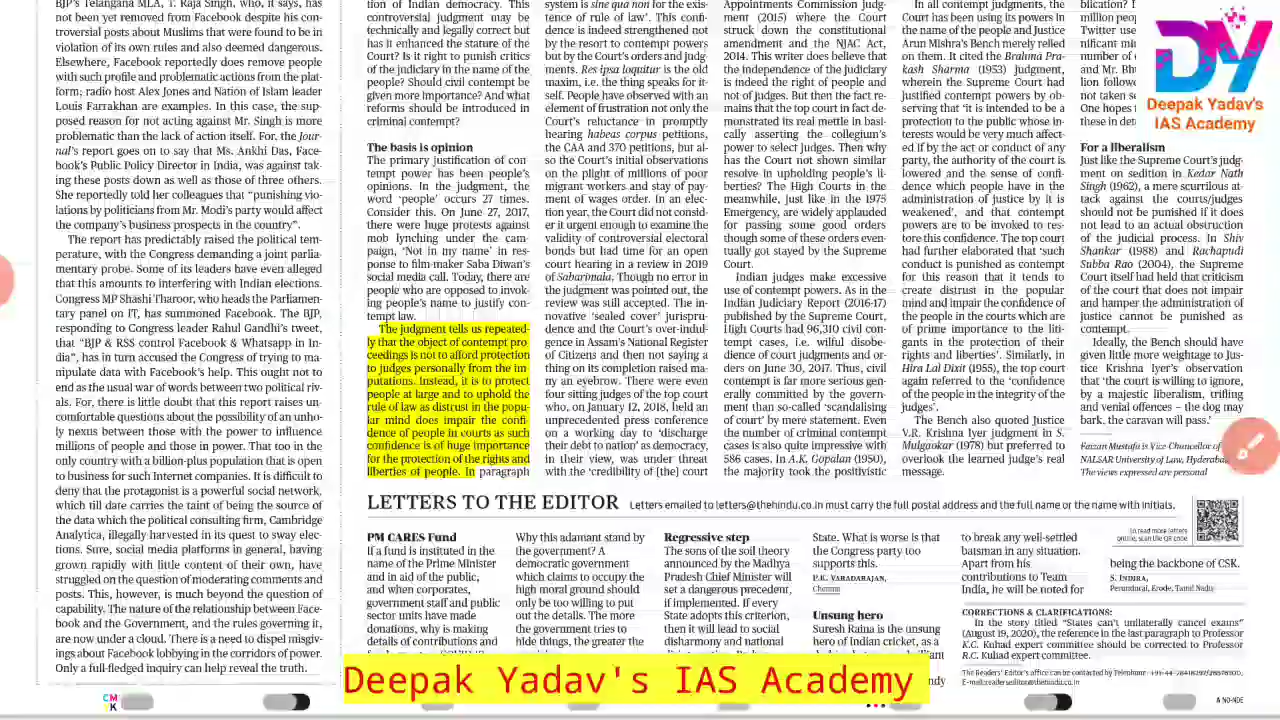 BJP's Telangana MLA, T. Raja Singh, who, it says, has
not been yet removed from Facebook despite his con-
troversial posts about Muslims that were found to be in
violation of its own rules and also deemed dangerous.
Elsewhere, Facebook reportedly does remove people
with such profile and problematic actions from the plat-
form; radio host Alex Jones and Nation of Islam leader
Louis Farrakhan are examples. In this case, the sup-
posed reason for not acting against Mr. Singh is more
problematic than the lack of action itself. For, the Jour-
nal's report goes on to say that Ms. Ankhi Das, Face-
book's Public Policy Director in India, was against tak-
ing these posts down as well as those of three others.
She reportedly told her colleagues that "punishing vio-
lations by politicians from Mr. Modi's party would affect
the company's business prospects in the country".
The report has predictably raised the political tem-
perature, with the Congress demanding a joint parlia-
mentary probe. Some of its leaders have even alleged
that this amounts to interfering with Indian elections.
Congress MP Shashi Tharoor, who heads the Parliamen-
tary panel on IT, has summoned Facebook. The BJP,
responding to Congress leader Rahul Gandhi's tweet,
that "BJP & RSS control Facebook & Whatsapp in In-
dia", has in turn accused the Congress of trying to ma-
nipulate data with Facebook's help. This ought not to
end as the usual war of words between two political riv-
als. For, there is little doubt that this report raises un-
comfortable questions about the possibility of an unho-
ly nexus between those with the power to influence
millions of people and those in power. That too in the
only country with a billion-plus population that is open
to business for such Internet companies. It is difficult to
deny that the protagonist is a powerful social network,
which till date carries the taint of being the source of
the data which the political consulting firm, Cambridge
Analytica, illegally harvested in its quest to sway elec-
tions. Sure, social media platforms in general, having
grown rapidly with little content of their own, have
struggled on the question of moderating comments and
posts. This, however, is much beyond the question of
capability. The nature of the relationship between Face-
book and the Government, and the rules governing it,
are now under a cloud. There is a need to dispel misgiv-
ings about Facebook lobbying in the corridors of power.
Only a full-fledged inquiry can help reveal the truth.
tion of Indian democracy. This
controversial judgment may be
technically and legally correct but
has it enhanced the stature of the
Court? Is it right to punish critics
of the judiciary in the name of the
people? Should civil contempt be
given more importance? And what
reforms should be introduced in
criminal contempt?
The basis is opinion
The primary justification of con-
tempt power has been people's
opinions. In the judgment, the
word 'people' occurs 27 times.
Consider this. On June 27, 2017,
there were huge protests against
mob lynching under the cam-
paign, 'Not in my name' in res-
ponse to film-maker Saba Diwan's
social media call. Today, there are
people who are opposed to invok-
ing people's name to justify con-
tempt law.
The judgment tells us repeated-
ly that the object of contempt pro-
ceedings is not to afford protection
to judges personally from the im-
putations. Instead, it is to protect
people at large and to uphold the
rule of law as distrust in the popu-
lar mind does impair the confi-
dence of people in courts as such
confidence is of huge importance
for the protection of the rights and
liberties of people. In paragraph
system is sine qua non for the exis-
tence of rule of law'. This confi-
dence is indeed strengthened not
by the resort to contempt powers
but by the Court's orders and judg-
ments. Res ipsa loquitur is the old
maxim, i.e. the thing speaks for it-
self. People have observed with an
element of frustration not only the
Court's reluctance in promptly
hearing habeas corpus petitions,
the CAA and 370 petitions, but al-
so the Court's initial observations
on the plight of millions of poor
migrant workers and stay of pay-
ment of wages order. In an elec-
tion year, the Court did not consid-
er it urgent enough to examine the
validity of controversial electoral
bonds but had time for an open
court hearing in a review in 2019
of Sabarimala. Though no error in
the judgment was pointed out, the
review was still accepted. The in-
novative 'sealed cover' jurispru-
dence and the Court's over-indul-
gence in Assam's National Register
of Citizens and then not saying a
thing on its completion raised ma-
ny an eyebrow. There were even
four sitting judges of the top court
who, on January 12, 2018, held an
unprecedented press conference
on a working day to 'discharge
their debt to nation' as democracy,
in their view, was under threat
with the 'credibility of [the] court
Appointments Commission judg-
ment (2015) where the Court
struck down the constitutional
amendment and the NJAC Act,
2014. This writer does believe that
the independence of the judiciary
is indeed the right of people and
not of judges. But then the fact re-
mains that the top court in fact de-
monstrated its real mettle in basi-
cally asserting the collegium's
power to select judges. Then why
has the Court not shown similar
resolve in upholding people's li-
berties? The High Courts in the
meanwhile, just like in the 1975
Emergency, are widely applauded
for passing some good orders
though some of these orders even-
tually got stayed by the Supreme
Court.
Indian judges make excessive
use of contempt powers. As in the
Indian Judiciary Report (2016-17)
published by the Supreme Court,
High Courts had 96,310 civil con-
tempt cases, i.e. wilful disobe-
dience of court judgments and or-
ders on June 30, 2017. Thus, civil
contempt is far more serious gen-
erally committed by the govern-
ment than so-called 'scandalising
of court' by mere statement. Even
the number of criminal contempt
cases is also quite impressive with
586 cases. In A.K. Gopalan (1950),
the majority took the positivistic
In all contempt judgments, the
Court has been using its powers in
the name of the people and Justice
Arun Mishra's Bench merely relied
on them. It cited the Brahma Pra-
kash Sharma (1953) judgment,
wherein the Supreme Court had
justified contempt powers by ob-
serving that 'it is intended to be a
protection to the public whose in-
terests would be very much affect-
ed if by the act or conduct of any
party, the authority of the court is
lowered and the sense of confi-
dence which people have in the
administration of justice by it is
weakened', and that contempt
powers are to be invoked to res-
tore this confidence. The top court
had further elaborated that 'such
conduct is punished as contempt
for this reason that it tends to
create distrust in the popular
mind and impair the confidence of
the people in the courts which are
of prime importance to the liti-
gants in the protection of their
rights and liberties'. Similarly, in
Hira Lal Dixit (1955), the top court
again referred to the 'confidence
of the people in the integrity of the
judges'.
The Bench also quoted Justice
V.R. Krishna Iyer judgment in S.
Mulgaokar (1978) but preferred to
overlook the learned judge's real
message.
blication?
million peo
Twitter use
nificant mi
number of
and Mr. Bh
tion follow
not taken s
One hopes
these in det
For a liberalism
Just like the Supreme Court's judg-
ment on sedition in Kedar Nath
Singh (1962), a mere scurrilous at-
tack against the courts/judges
should not be punished if it does
not lead to an actual obstruction
of the judicial process. In Shiv
Shankar (1988) and Rachapudi
Subba Rao (2004), the Supreme
Court itself had held that criticism
of the court that does not impair
and hamper the administration of
justice cannot be punished as
contempt.
Ideally, the Bench should have
given little more weightage to Jus-
tice Krishna Iyer's observation
that 'the court is willing to ignore,
by a majestic liberalism, trifling
and venial offences – the dog may
bark, the caravan will pass.'
Faizan Mustafa is Vice Chancellor of
NALSAR University of Law, Hyderabad
The views expressed are personal
DY
Deepak Yadav's
IAS Academy
LETTERS TO THE EDITOR Letters emailed to letters@thehindu.co.in must carry the full postal address and the full name or the name with initials.
To read more letters
online, scan the QR code
PM CARES Fund
If a fund is instituted in the
name of the Prime Minister
and in aid of the public,
and when corporates,
government staff and public
sector units have made
donations, why is making
details of contributions and
Why this adamant stand by
the government? A
democratic government
which claims to occupy the
high moral ground should
only be too willing to put
out the details. The more
the government tries to
hide things, the greater the
Regressive step
The sons of the soil theory
announced by the Madhya
Pradesh Chief Minister will
set a dangerous precedent,
if implemented. If every
State adopts this criterion,
then it will lead to social
disharmony and national
State. What is worse is that
the Congress party too
supports this.
P.K. VARADARAJAN,
Chennai
Unsung hero
Suresh Raina is the unsung
hero of Indian cricket, as a
to break any well-settled
batsman in any situation.
Apart from his
contributions to Team
India, he will be noted for
being the backbone of CSK.
S. INDIRA,
Perundurai, Erode, Tamil Nadu
CORRECTIONS & CLARIFICATIONS:
In the story titled "States can't unilaterally cancel exams"
(August 19, 2020), the reference in the last paragraph to Professor
K.C. Kuhad expert committee should be corrected to Professor
R.C. Kuhad expert committee.
The Readers' Editor's office can be contacted by Telephone: +91-44-28418297/28576300;
E-mail:readerseditor@thehindu.co.in
Deepak Yadav's IAS Academy
CM
YK
A NO-NDE